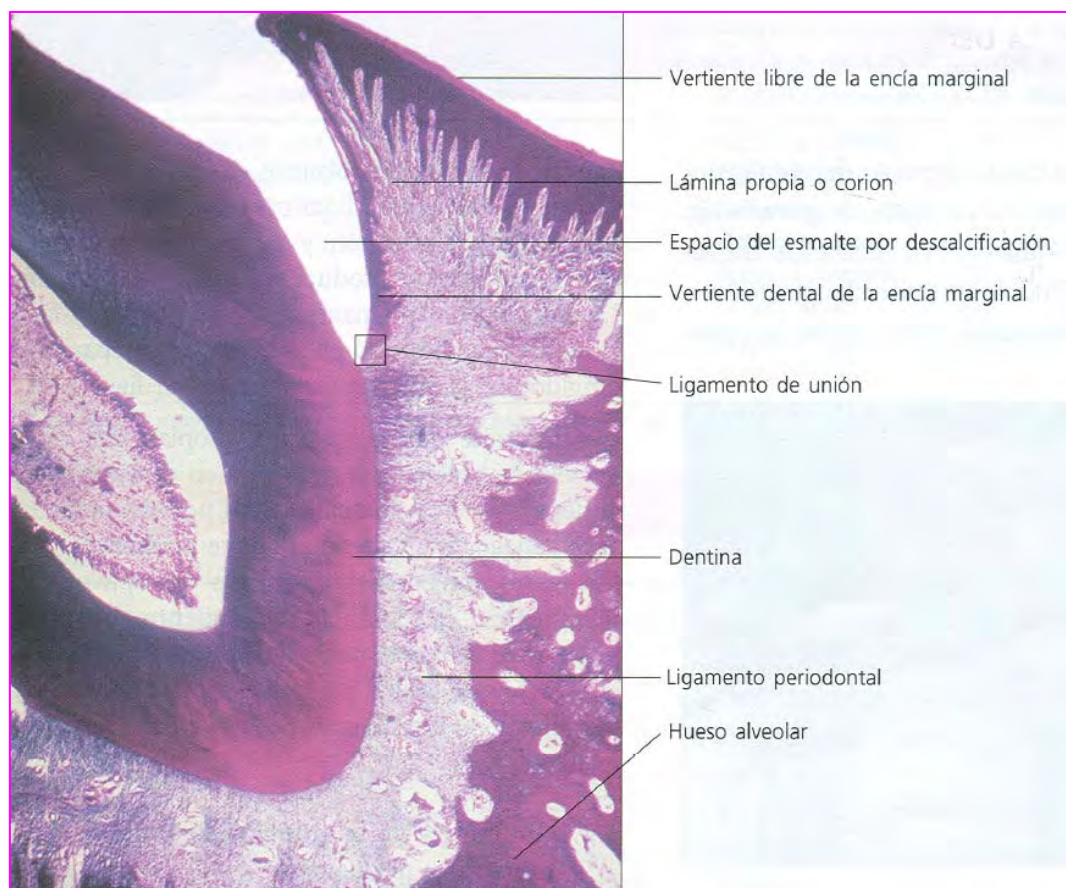 Vertiente libre de la encía marginal
Lámina propia o corion
Espacio del esmalte por descalcificación
Vertiente dental de la encía marginal
Ligamento de unión
Dentina
Ligamento periodontal
Hueso alveolar